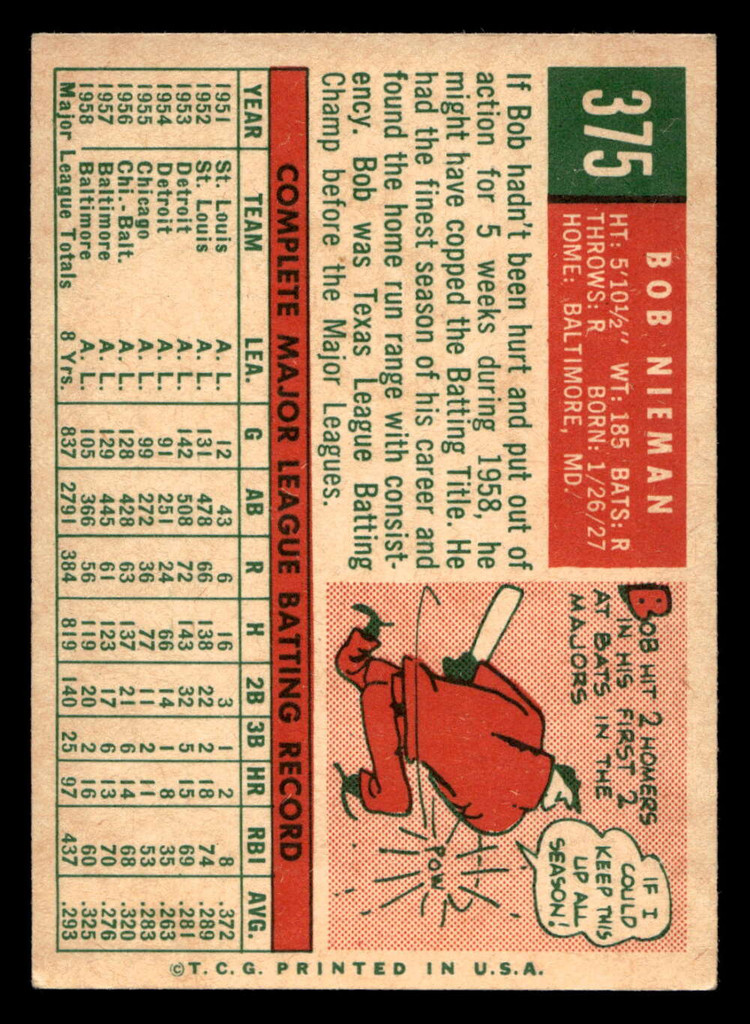 375
BOB NIEMAN
HT: 5'10½" WT: 185 BATS: R
THROWS: R BORN: 1/26/27
HOME: BALTIMORE, MD.
If Bob hadn't been hurt and put out of
action for 5 weeks during 1958, he
might have copped the Batting Title. He
had the finest season of his career and
found the home run range with consist-
ency. Bob was Texas League Batting
Champ before the Major Leagues.
BOB HIT 2 HOMERS
IN HIS FIRST 2
AT BATS IN THE
MAJORS
IF I
COULD
KEEP THIS
UP ALL
SEASON!
POW
COMPLETE MAJOR LEAGUE BATTING RECORD
YEAR TEAM LEA. G AB R H 2B 3B HR RBI AVG.
1951 St. Louis A. L. 12 43 6 16 3 1 2 8 .372
1952 St. Louis A. L. 131 478 66 138 22 2 18 74 .289
1953 Detroit A. L. 142 508 72 143 32 5 15 69 .281
1954 Detroit A. L. 91 251 24 66 14 1 8 35 .263
1955 Chicago A. L. 99 272 36 77 11 2 11 53 .283
1956 Chi.-Balt. A. L. 128 428 63 137 21 6 14 68 .320
1957 Baltimore A. L. 129 445 61 123 17 6 13 70 .276
1958 Baltimore A. L. 105 366 56 119 20 2 16 60 .325
Major League Totals 8 Yrs. 837 2791 384 819 140 25 97 437 .293
©T.C.G. PRINTED IN U.S.A.